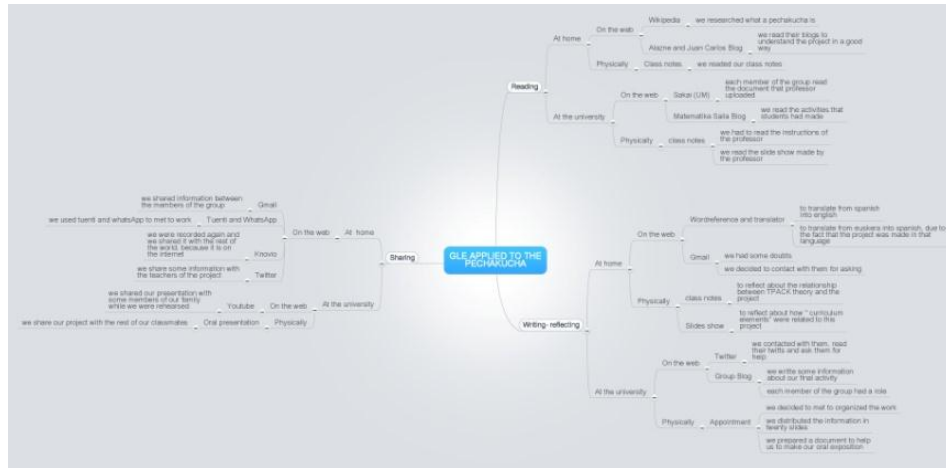 GLE APPLIED TO THE
PECHAKUCHA
Reading
At home
On the web
Wikipedia
we researched what a pechakucha is
Atazne and Juan Carlos Blog
we read their blogs to
understand the project in a good
way
Physically
Class notes
we readed our class notes
At the university
On the web
Sakai (UM)
each member of the group read
the document that professor
uploaded
Matematika Saila Blog
we read the activities that
students had made
Physically
class notes
we had to read the instructions of
the professor
we read the slide show made by
the professor
Writing- reflecting
At home
On the web
Wordreference and translator
to translate from spanish
into english
to translate from euskera into spanish, due to
the fact that the project was made in that
language
Gmail
we had some doubts
we decided to contact with them for asking
Physically
class notes
to reflect about the relationship
between TPACK theory and the
project
Slides show
to reflect about how " curriculum
elements" were related to this
project
At the university
On the web
Twitter
we contacted with them, read
their twitts and ask them for
help
Group Blog
we write some information
about our final activity
each member of the group had a role
Physically
Appointment
we decided to met to organized the work
we distributed the information in
twenty slides
we prepared a document to help
us to make our oral exposition
Sharing
At home
On the web
Gmail
we shared information between
the members of the group
Tuenti and WhatsApp
we used tuenti and whatsApp to met to work
Knovio
we were recorded again and
we shared it with the rest of
the world, because it is on
the internet
Twitter
we share some information with
the teachers of the project
At the university
On the web
Youtube
we shared our presentation with
some members of our family
while we were rehearsed
Physically
Oral presentation
we share our project with the rest of our classmates